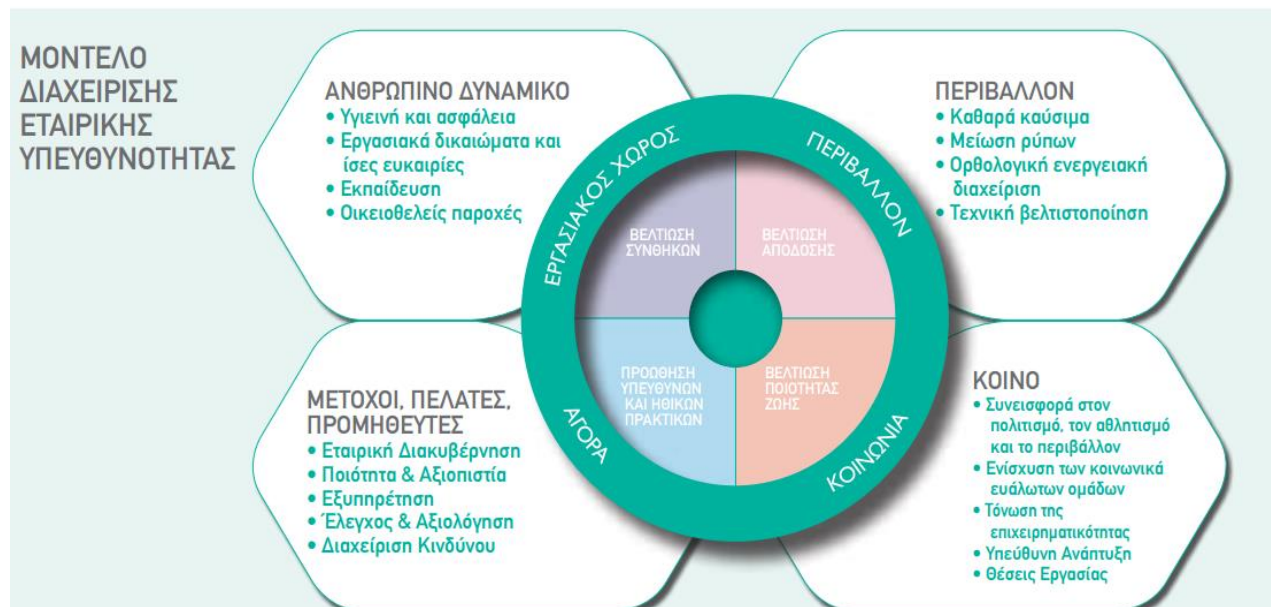 ΜΟΝΤΕΛΟ
ΔΙΑΧΕΙΡΙΣΗΣ
ΕΤΑΙΡΙΚΗΣ
ΥΠΕΥΘΥΝΟΤΗΤΑΣ
ΑΝΘΡΩΠΙΝΟ ΔΥΝΑΜΙΚΟ
• Υγιεινή και ασφάλεια
• Εργασιακά δικαιώματα και
ίσες ευκαιρίες
• Εκπαίδευση
• Οικειοθελείς παροχές
ΠΕΡΙΒΑΛΛΟΝ
• Καθαρά καύσιμα
• Μείωση ρύπων
• Ορθολογική ενεργειακή
διαχείριση
• Τεχνική βελτιστοποίηση
ΕΡΓΑΣΙΑΚΟΣ ΧΩΡΟΣ
ΠΕΡΙΒΑΛΛΟΝ
ΒΕΛΤΙΩΣΗ
ΣΥΝΘΗΚΩΝ
ΒΕΛΤΙΩΣΗ
ΑΠΟΔΟΣΗΣ
ΠΡΟΩΘΗΣΗ
ΥΠΕΥΘΥΝΩΝ
ΚΑΙ ΗΘΙΚΩΝ
ΠΡΑΚΤΙΚΩΝ
ΒΕΛΤΙΩΣΗ
ΠΟΙΟΤΗΤΑΣ
ΖΩΗΣ
ΑΓΟΡΑ
ΚΟΙΝΩΝΙΑ
ΜΕΤΟΧΟΙ, ΠΕΛΑΤΕΣ,
ΠΡΟΜΗΘΕΥΤΕΣ
• Εταιρική Διακυβέρνηση
• Ποιότητα & Αξιοπιστία
• Εξυπηρέτηση
• Έλεγχος & Αξιολόγηση
• Διαχείριση Κινδύνου
ΚΟΙΝΟ
• Συνεισφορά στον
πολιτισμό, τον αθλητισμό
και το περιβάλλον
• Ενίσχυση των κοινωνικά
ευάλωτων ομάδων
• Τόνωση της
επιχειρηματικότητας
• Υπεύθυνη Ανάπτυξη
• Θέσεις Εργασίας